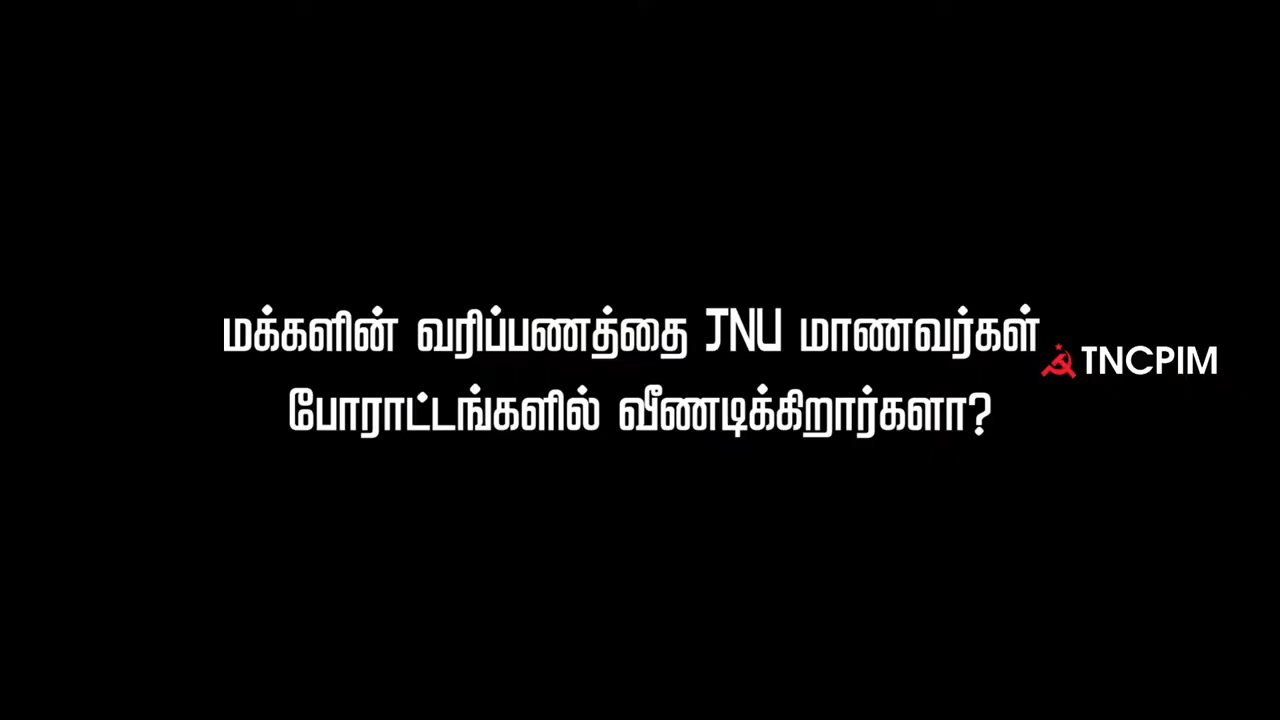 மக்களின் வரிப்பணத்தை JNU மாணவர்கள்
போராட்டங்களில் வீணடிக்கிறார்களா?
TNCPIM